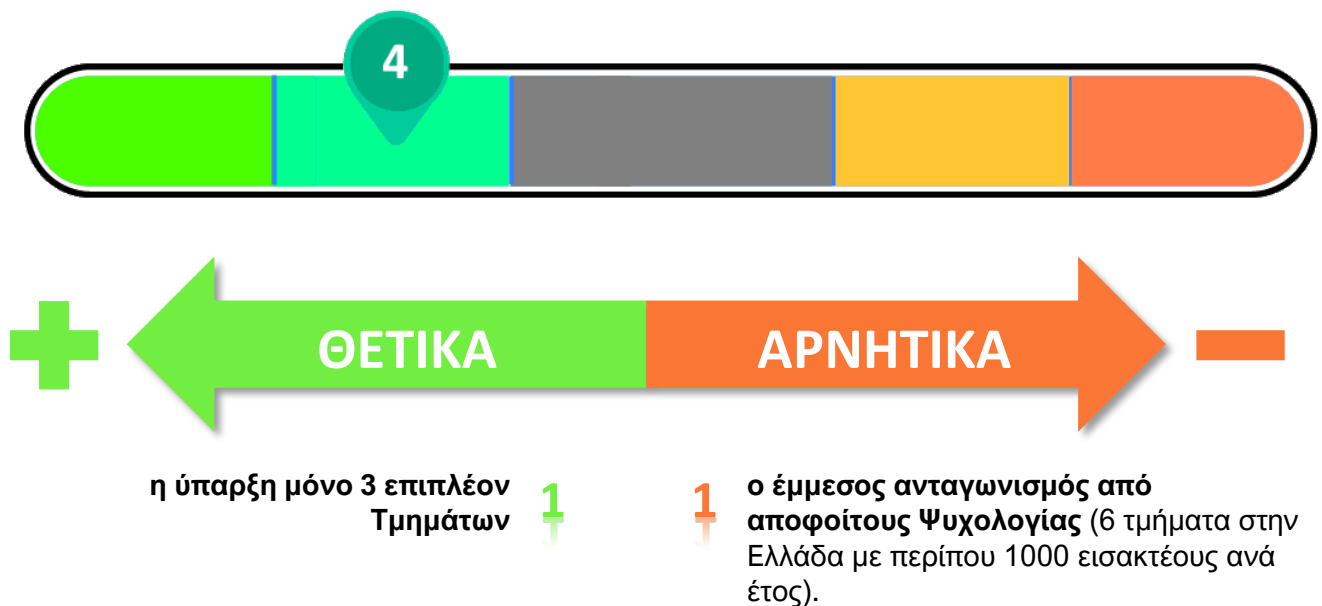 4
ΘΕΤΙΚΑ
ΑΡΝΗΤΙΚΑ
η ύπαρξη μόνο 3 επιπλέον
Τμημάτων
1
1
ο έμμεσος ανταγωνισμός από
αποφοίτους Ψυχολογίας (6 τμήματα στην
Ελλάδα με περίπου 1000 εισακτέους ανά
έτος).